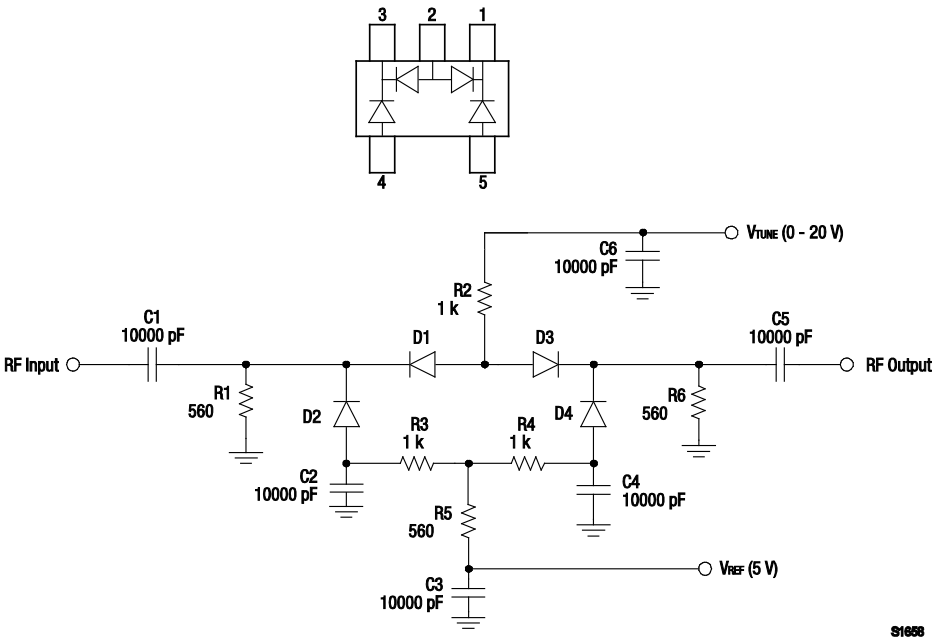 3 2 1
4 5
VTUNE (0 - 20 V)
C6
10000 pF
R2
1 k
C1
10000 pF
D1
D3
C5
10000 pF
RF Input
RF Output
R1
560
D2
D4
R6
560
R3
1 k
R4
1 k
C2
10000 pF
C4
10000 pF
R5
560
VREF (5 V)
C3
10000 pF
S1658